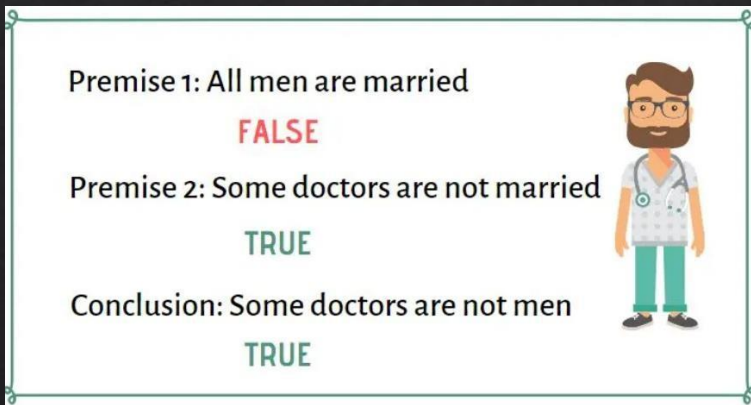 Premise 1: All men are married
FALSE
Premise 2: Some doctors are not married
TRUE
Conclusion: Some doctors are not men
TRUE